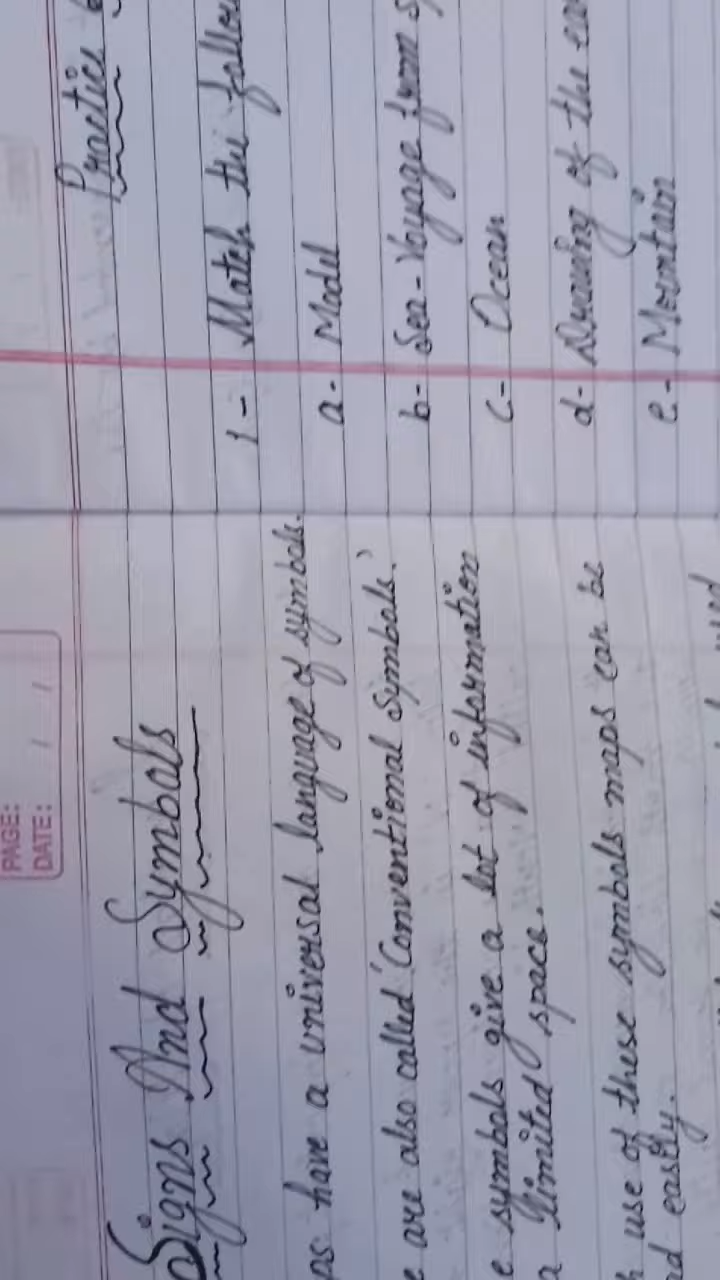 PAGE:
DATE: / /
Signs And Symbols
have a universal language of symbols.
are also called 'Conventional Symbols.'
symbols give a lot of information
a limited space.
use of these symbols maps can be
easily.
Practice
1- Match the follow
a- Model
b- Sea-Voyage from
c- Ocean
d- Drawing of the
e- Mountain